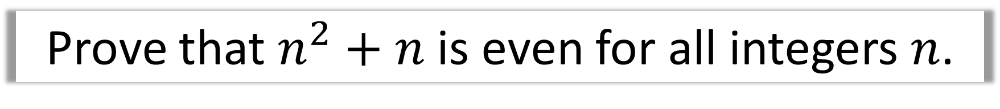 Prove that n² + n is even for all integers n.